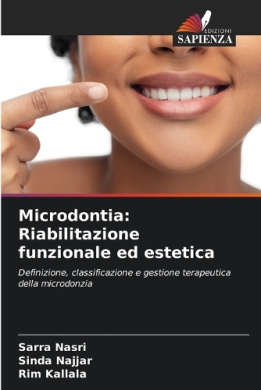 EDIZIONI
SAPIENZA
Microdontia:
Riabilitazione
funzionale ed estetica
Definizione, classificazione e gestione terapeutica
della microdonzia
Sarra Nasri
Sinda Najjar
Rim Kallala